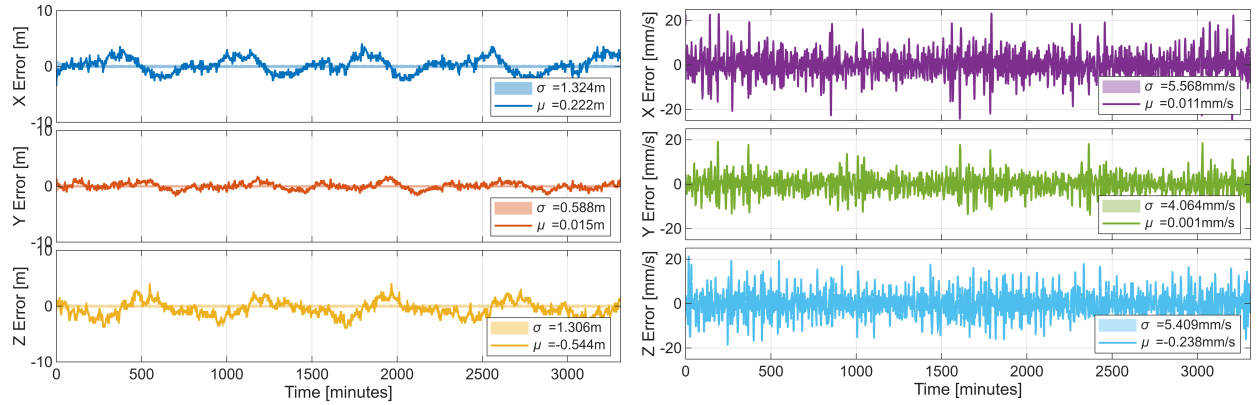 X Error [m]
10
0
-10
σ =1.324m
μ =0.222m
Y Error [m]
10
0
-10
σ =0.588m
μ =0.015m
Z Error [m]
10
0
-10
σ =1.306m
μ =-0.544m
0 500 1000 1500 2000 2500 3000
Time [minutes]
X Error [mm/s]
20
0
-20
σ =5.568mm/s
μ =0.011mm/s
Y Error [mm/s]
20
0
-20
σ =4.064mm/s
μ =0.001mm/s
Z Error [mm/s]
20
0
-20
σ =5.409mm/s
μ =-0.238mm/s
0 500 1000 1500 2000 2500 3000
Time [minutes]